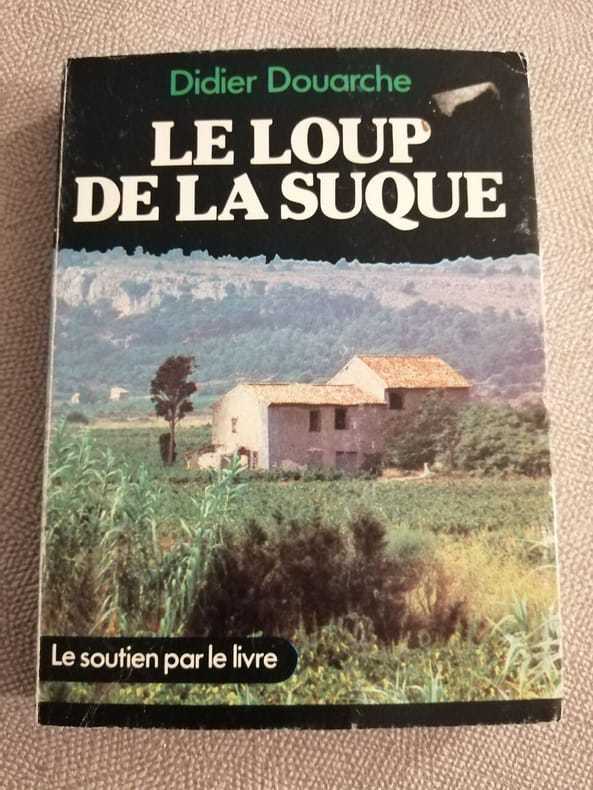 Didier Douarche
LE LOUP
DE LA SUQUE
Le soutien par le livre